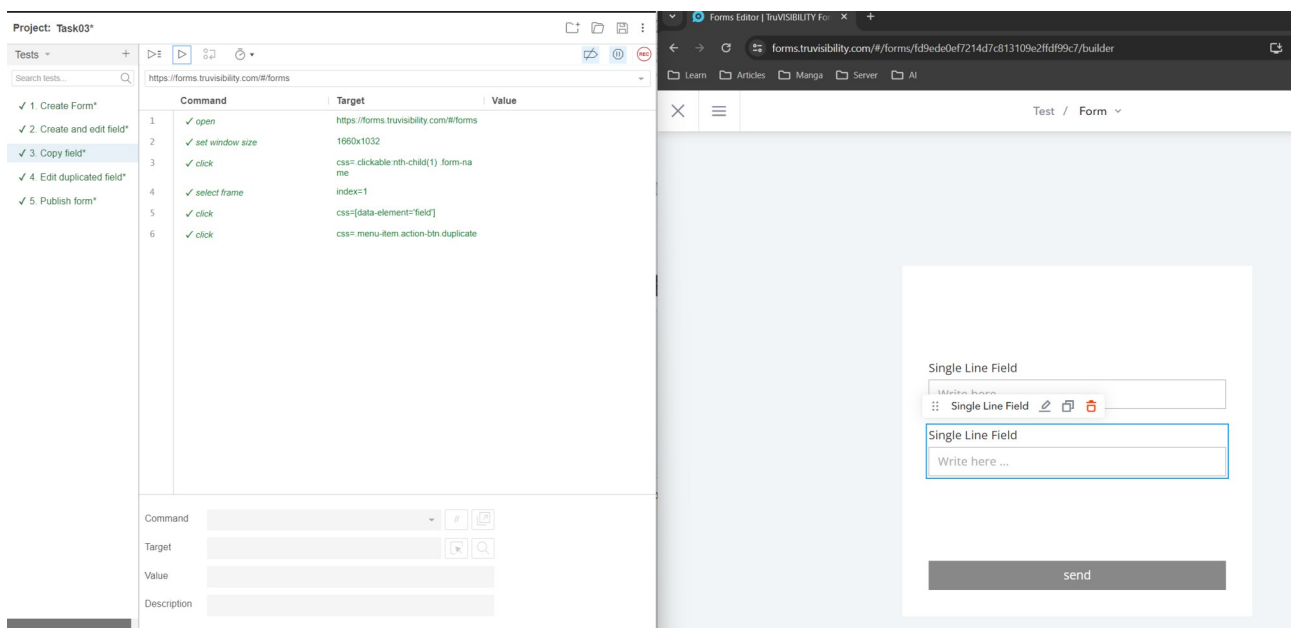 Project: Task03*
Tests
Search tests...
✓ 1. Create Form*
✓ 2. Create and edit field*
✓ 3. Copy field*
✓ 4. Edit duplicated field*
✓ 5. Publish form*
REC
https://forms.truvisibility.com/#/forms
Command Target Value
1 ✓ open https://forms.truvisibility.com/#/forms
2 ✓ set window size 1660x1032
3 ✓ click css=.clickable:nth-child(1) .form-na
me
4 ✓ select frame index=1
5 ✓ click css=[data-element='field']
6 ✓ click css=.menu-item.action-btn.duplicate
Command
//
Target
Value
Description
Forms Editor | TruVISIBILITY For
forms.truvisibility.com/#/forms/fd9ede0ef7214d7c813109e2ffdf99c7/builder
Learn Articles Manga Server AI
Test / Form
Single Line Field
Write here
Single Line Field
Single Line Field
Write here ...
send